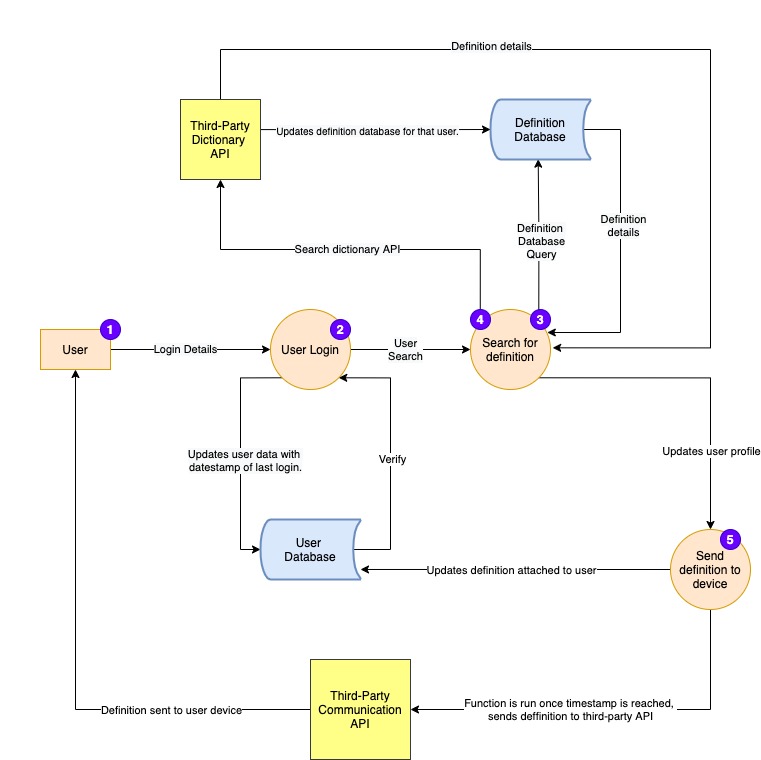 Definition details
Third-Party
Dictionary
API
Updates definition database for that user.
Definition
Database
Definition
Database
Query
Definition
details
Search dictionary API
1
2
4
3
User
Login Details
User Login
User
Search
Search for
definition
Updates user data with
datestamp of last login.
Verify
Updates user profile
User
Database
5
Send
definition to
device
Updates definition attached to user
Third-Party
Communication
API
Definition sent to user device
Function is run once timestamp is reached,
sends deffinition to third-party API